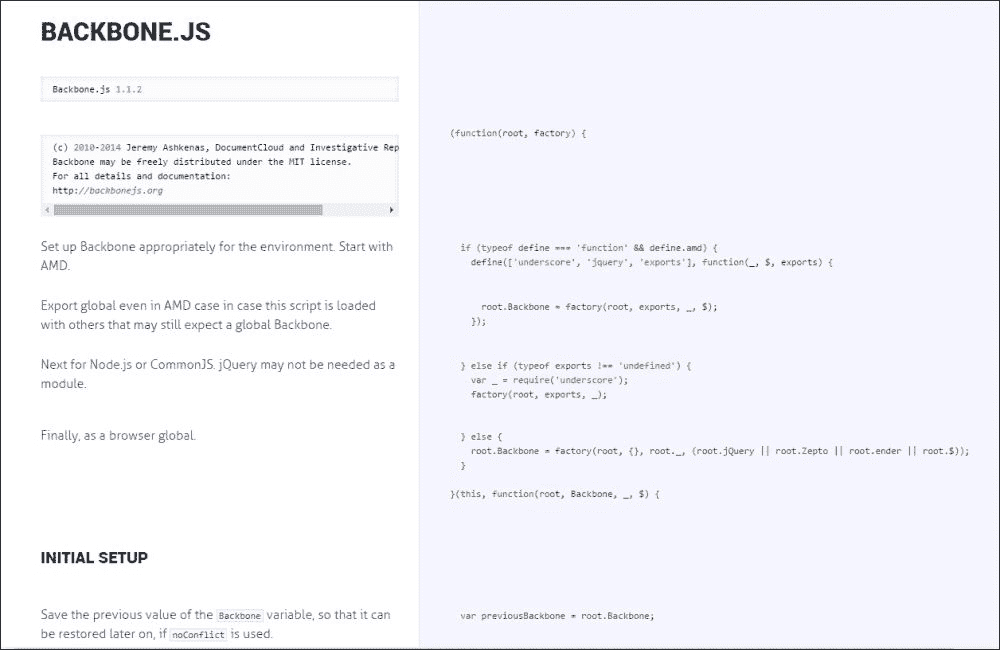 BACKBONE.JS
Backbone.js 1.1.2
(function(root, factory) {
(c) 2010-2014 Jeremy Ashkenas, DocumentCloud and Investigative Rep
Backbone may be freely distributed under the MIT license.
For all details and documentation:
http://backbonejs.org
Set up Backbone appropriately for the environment. Start with
AMD.
if (typeof define === 'function' && define.amd) {
define(['underscore', 'jquery', 'exports'], function(_, $, exports) {
Export global even in AMD case in case this script is loaded
with others that may still expect a global Backbone.
root.Backbone = factory(root, exports, _, $);
});
Next for Node.js or CommonJS. jQuery may not be needed as a
module.
} else if (typeof exports !== 'undefined') {
var _ = require('underscore');
factory(root, exports, _);
Finally, as a browser global.
} else {
root.Backbone = factory(root, {}, root._, (root.jQuery || root.Zepto || root.ender || root.$));
}
}(this, function(root, Backbone, _, $) {
INITIAL SETUP
Save the previous value of the Backbone variable, so that it can
be restored later on, if noConflict is used.
var previousBackbone = root.Backbone;